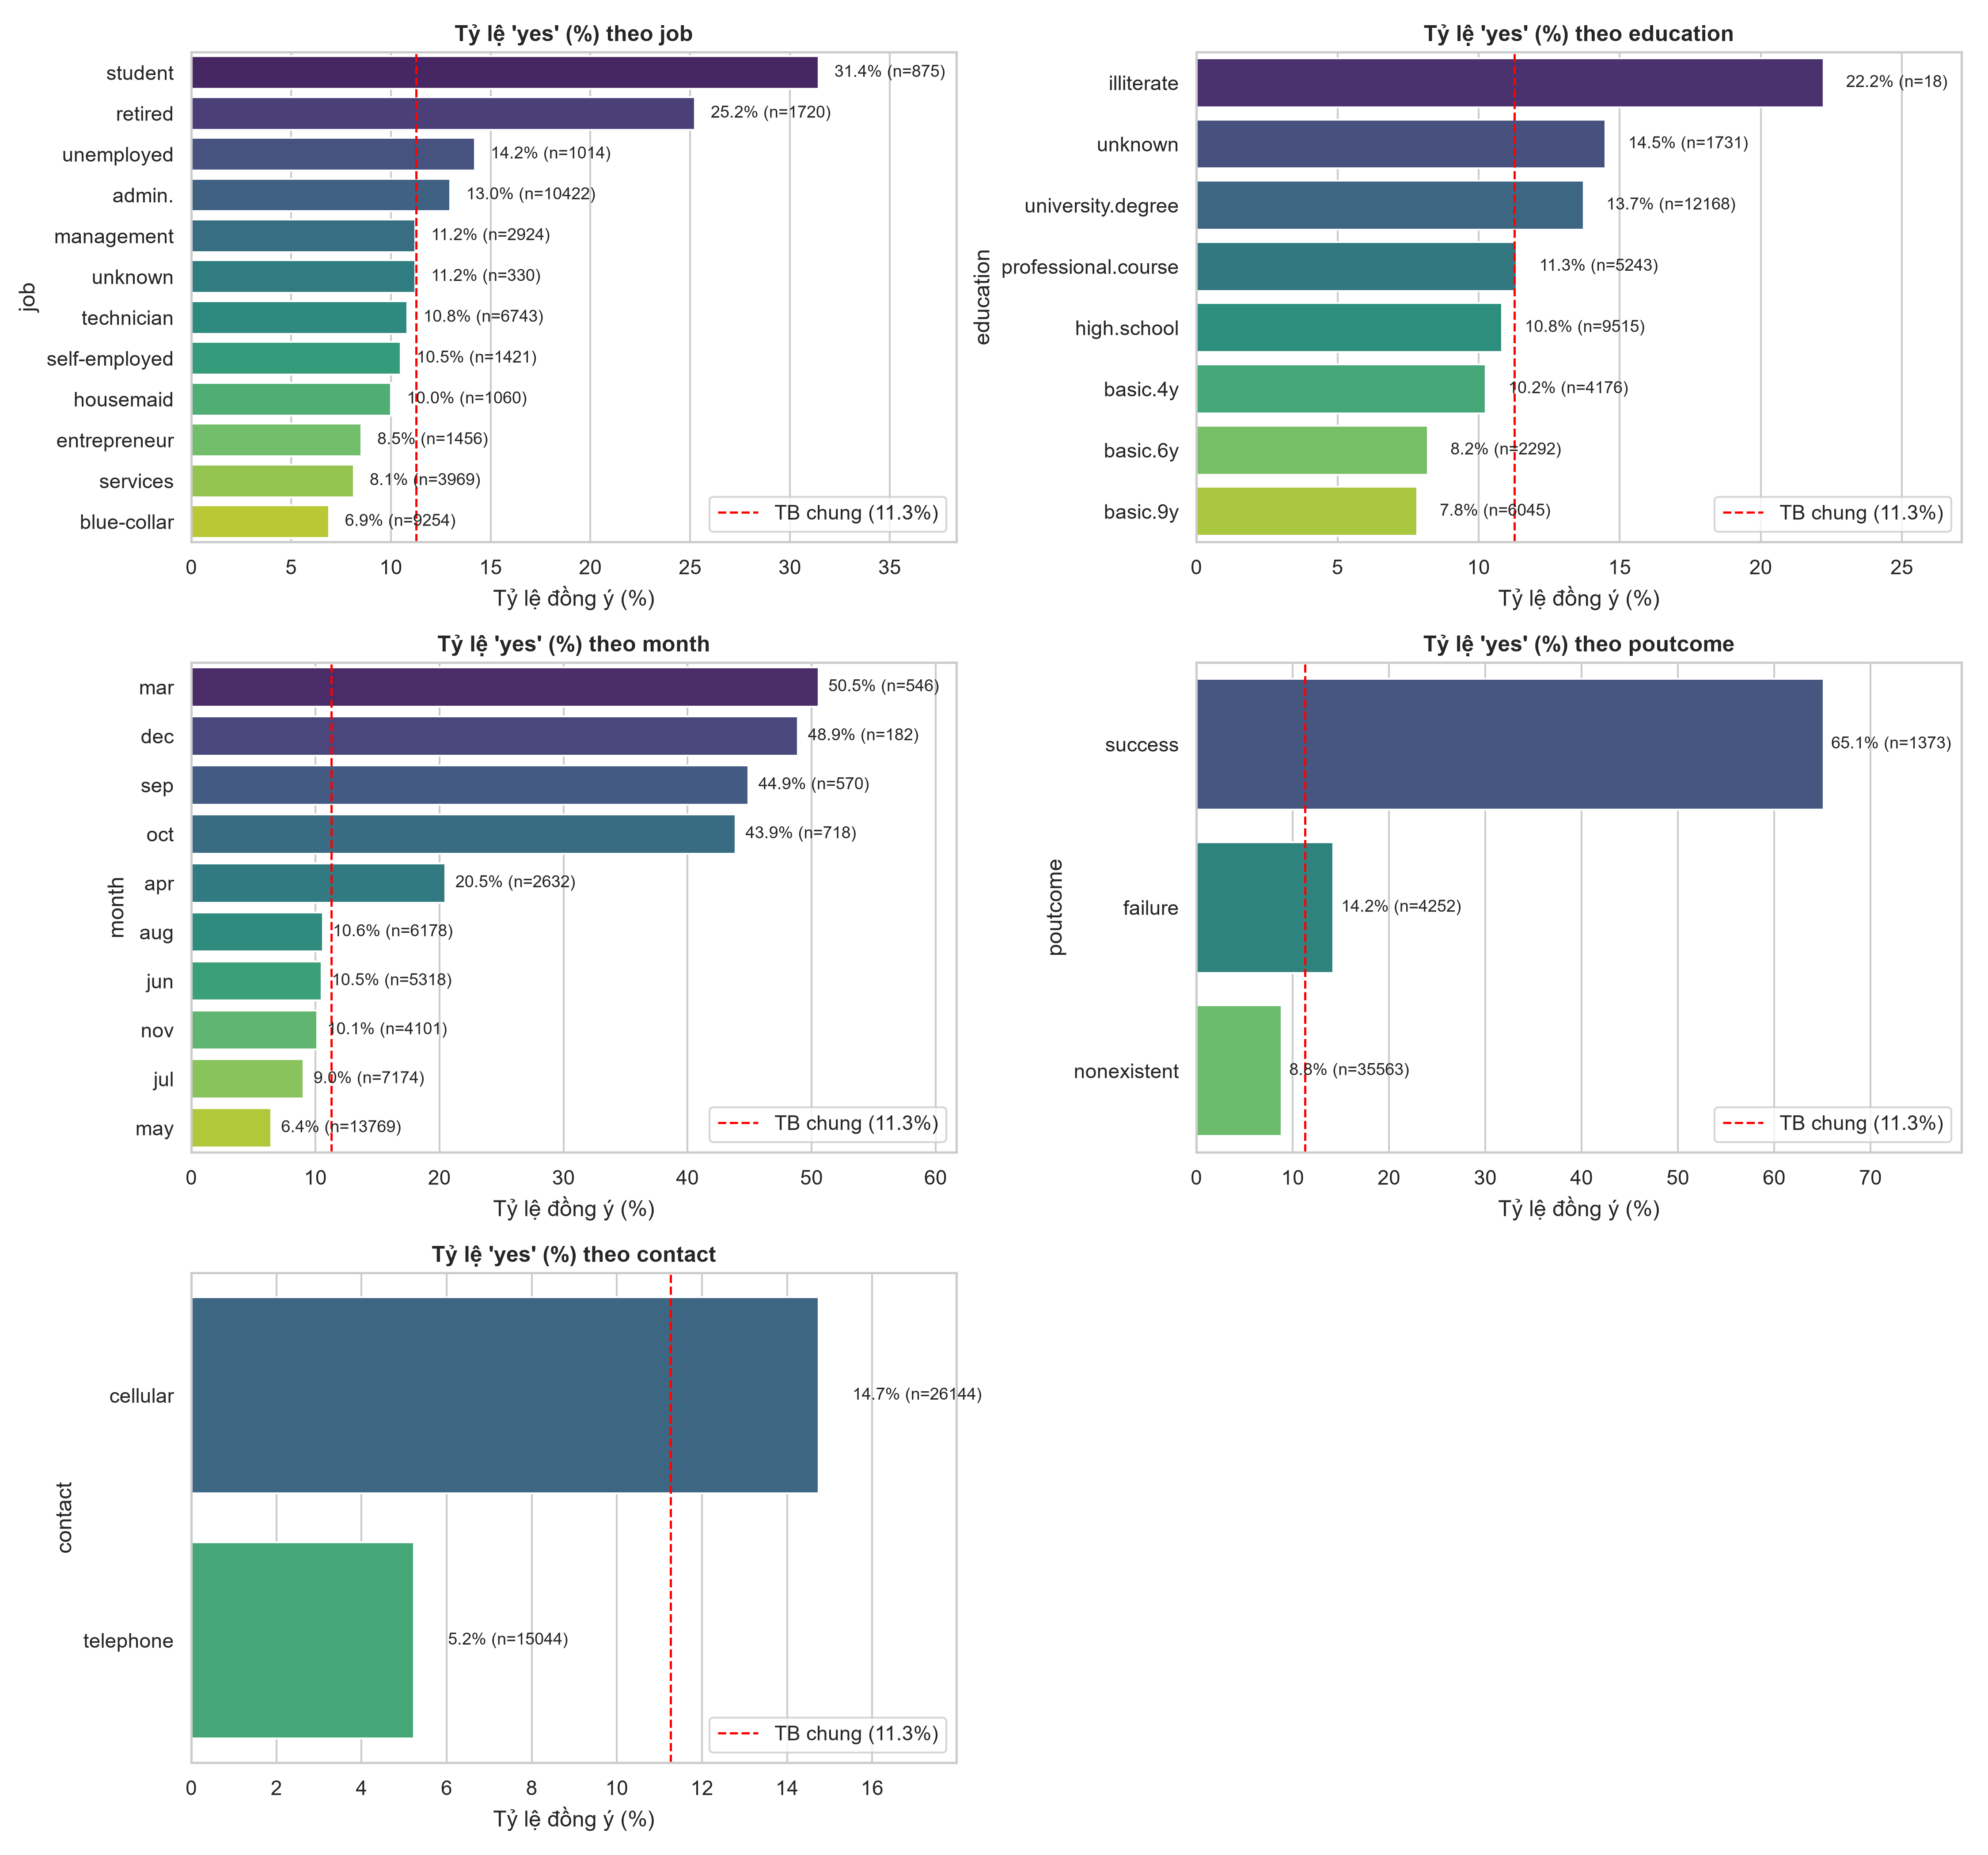 Tỷ lệ 'yes' (%) theo job
job
student 31.4% (n=875)
retired 25.2% (n=1720)
unemployed 14.2% (n=1014)
admin. 13.0% (n=10422)
management 11.2% (n=2924)
unknown 11.2% (n=330)
technician 10.8% (n=6743)
self-employed 10.5% (n=1421)
housemaid 10.0% (n=1060)
entrepreneur 8.5% (n=1456)
services 8.1% (n=3969)
blue-collar 6.9% (n=9254)
TB chung (11.3%)
0 5 10 15 20 25 30 35
Tỷ lệ đồng ý (%)
Tỷ lệ 'yes' (%) theo education
education
illiterate 22.2% (n=18)
unknown 14.5% (n=1731)
university.degree 13.7% (n=12168)
professional.course 11.3% (n=5243)
high.school 10.8% (n=9515)
basic.4y 10.2% (n=4176)
basic.6y 8.2% (n=2292)
basic.9y 7.8% (n=6045)
TB chung (11.3%)
0 5 10 15 20 25
Tỷ lệ đồng ý (%)
Tỷ lệ 'yes' (%) theo month
month
mar 50.5% (n=546)
dec 48.9% (n=182)
sep 44.9% (n=570)
oct 43.9% (n=718)
apr 20.5% (n=2632)
aug 10.6% (n=6178)
jun 10.5% (n=5318)
nov 10.1% (n=4101)
jul 9.0% (n=7174)
may 6.4% (n=13769)
TB chung (11.3%)
0 10 20 30 40 50 60
Tỷ lệ đồng ý (%)
Tỷ lệ 'yes' (%) theo poutcome
poutcome
success 65.1% (n=1373)
failure 14.2% (n=4252)
nonexistent 8.8% (n=35563)
TB chung (11.3%)
0 10 20 30 40 50 60 70
Tỷ lệ đồng ý (%)
Tỷ lệ 'yes' (%) theo contact
contact
cellular 14.7% (n=26144)
telephone 5.2% (n=15044)
TB chung (11.3%)
0 2 4 6 8 10 12 14 16
Tỷ lệ đồng ý (%)